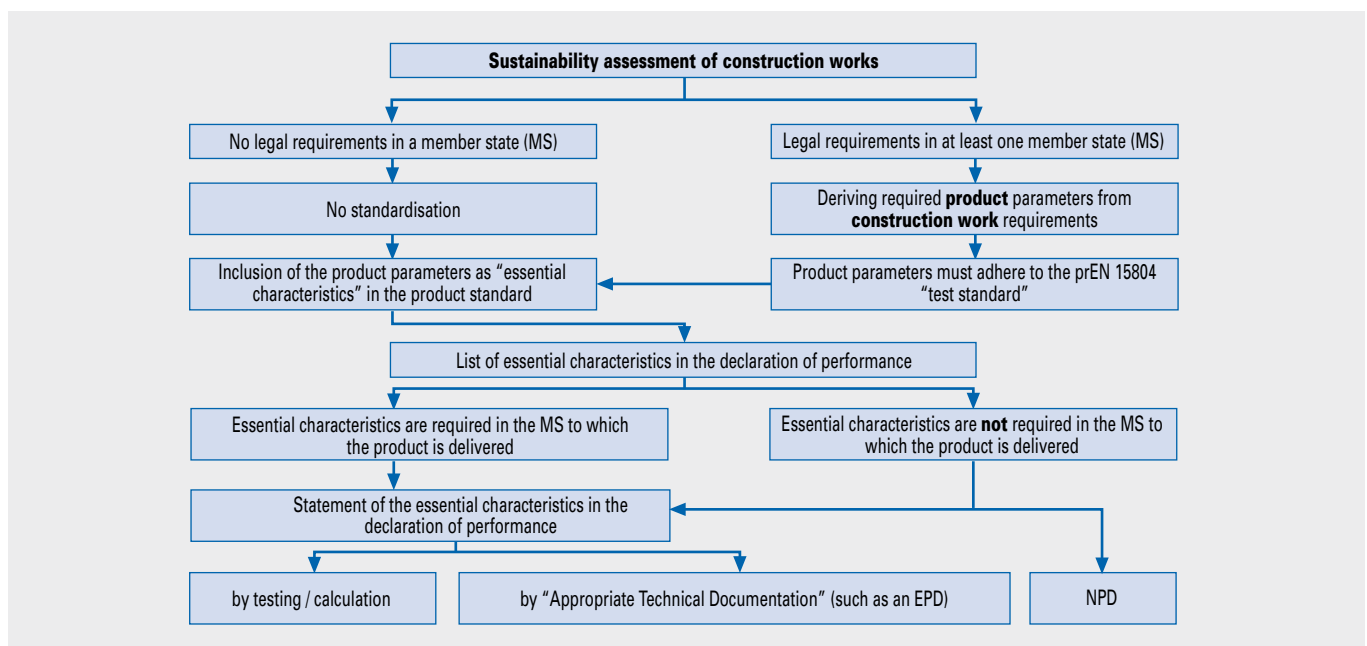 Sustainability assessment of construction works
No legal requirements in a member state (MS)
Legal requirements in at least one member state (MS)
No standardisation
Deriving required product parameters from
construction work requirements
Inclusion of the product parameters as “essential
characteristics” in the product standard
Product parameters must adhere to the prEN 15804
“test standard”
List of essential characteristics in the declaration of performance
Essential characteristics are required in the MS to which
the product is delivered
Essential characteristics are not required in the MS to
which the product is delivered
Statement of the essential characteristics in the
declaration of performance
by testing / calculation
by “Appropriate Technical Documentation” (such as an EPD)
NPD